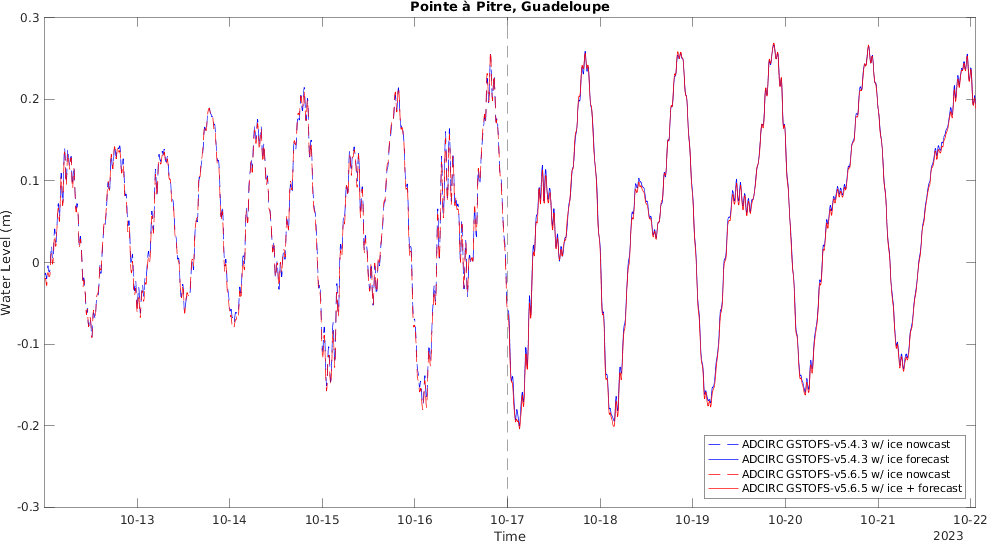 Pointe à Pitre, Guadeloupe
0.3
0.2
0.1
0
-0.1
-0.2
-0.3
Water Level (m)
10-13 10-14 10-15 10-16 10-17 10-18 10-19 10-20 10-21 10-22
Time
2023
ADCIRC GSTOFS-v5.4.3 w/ ice nowcast
ADCIRC GSTOFS-v5.4.3 w/ ice forecast
ADCIRC GSTOFS-v5.6.5 w/ ice nowcast
ADCIRC GSTOFS-v5.6.5 w/ ice + forecast